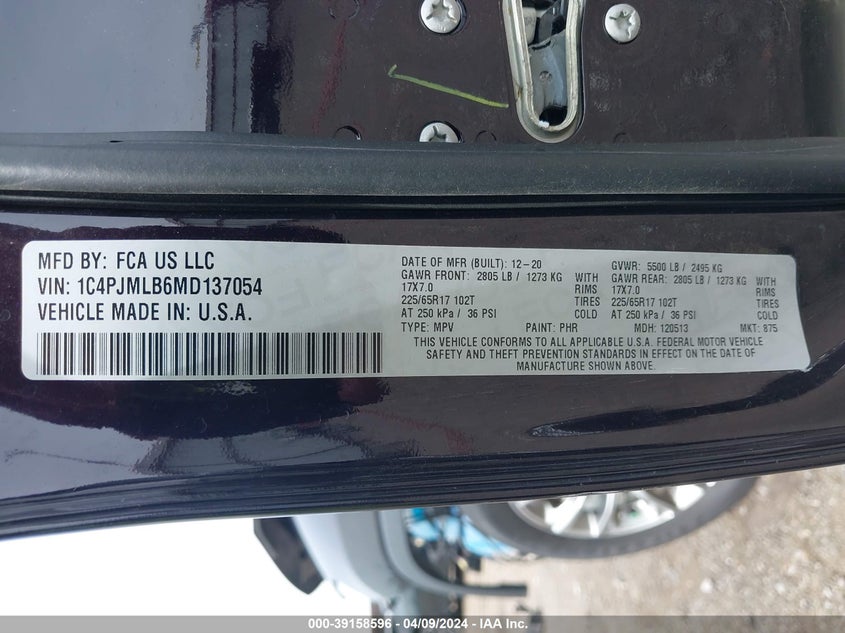 MFD BY: FCA US LLC
VIN: 1C4PJMLB6MD137054
VEHICLE MADE IN: U.S.A.
DATE OF MFR (BUILT): 12-20
GAWR FRONT: 2805 LB / 1273 KG
17X7.0 RIMS
225/65R17 102T TIRES
AT 250 kPa / 36 PSI
TYPE: MPV PAINT: PHR
GVWR: 5500 LB / 2495 KG
GAWR REAR: 2805 LB / 1273 KG
17X7.0 RIMS
225/65R17 102T TIRES
AT 250 kPa / 36 PSI
MDH: 120513 MKT: 875
THIS VEHICLE CONFORMS TO ALL APPLICABLE U.S.A. FEDERAL MOTOR VEHICLE
SAFETY AND THEFT PREVENTION STANDARDS IN EFFECT ON THE DATE OF
MANUFACTURE SHOWN ABOVE.
000-39158596 - 04/09/2024 - IAA Inc.